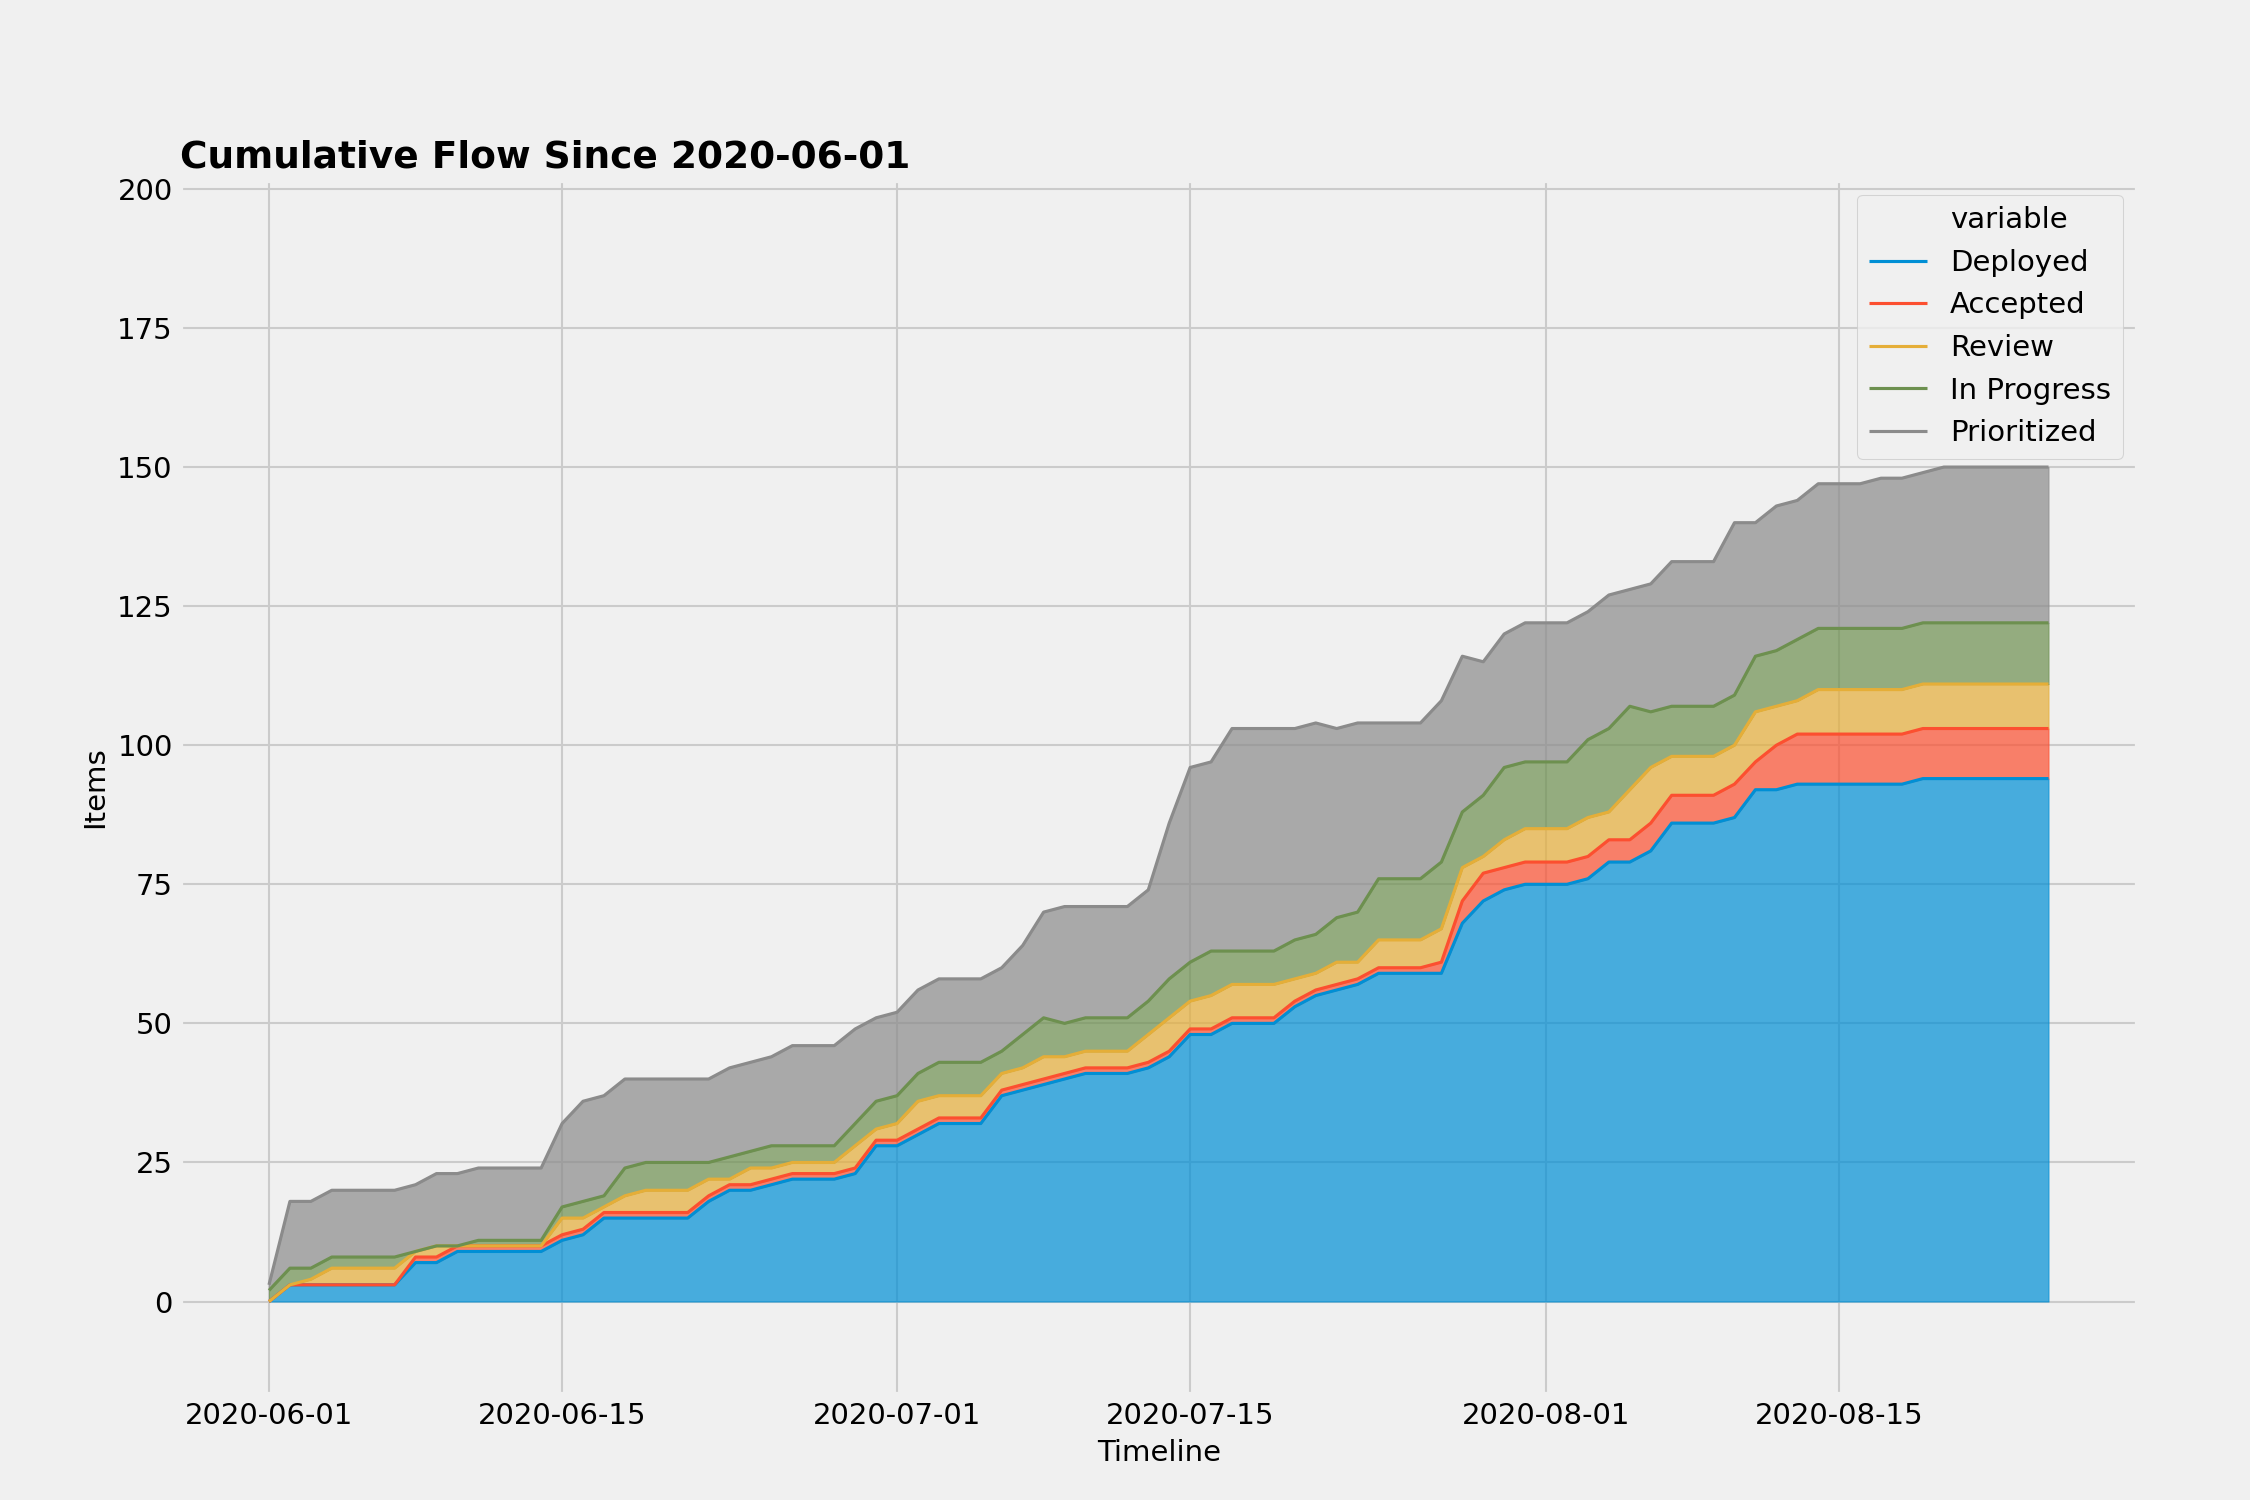 Cumulative Flow Since 2020-06-01
200
175
150
125
100
75
50
25
0
Items
variable
Deployed
Accepted
Review
In Progress
Prioritized
2020-06-01 2020-06-15 2020-07-01 2020-07-15 2020-08-01 2020-08-15
Timeline